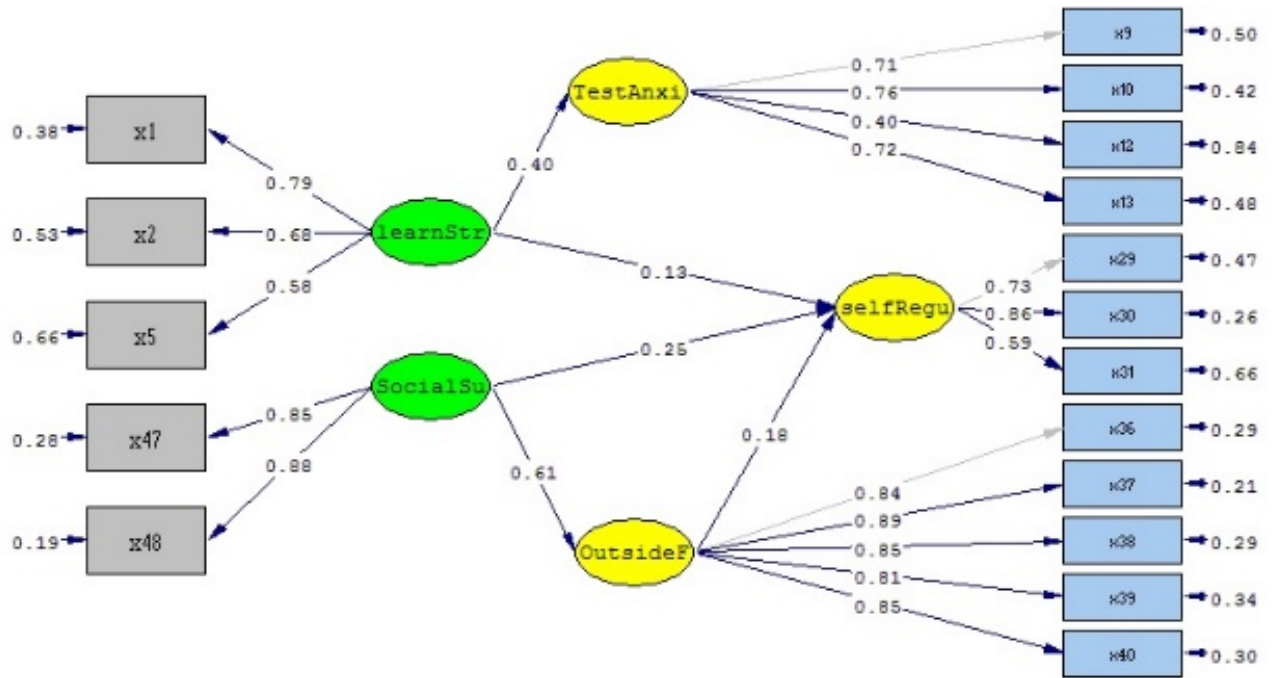 x9
0.50
0.71
TestAnxi
0.76
x10
0.42
0.38
x1
0.40
x12
0.84
0.40
0.72
0.79
x13
0.48
0.53
x2
0.68
learnStr
x29
0.47
0.13
0.73
0.58
selfRegu
0.86
x30
0.26
0.66
x5
0.59
0.25
x31
0.66
SocialSu
0.85
x36
0.29
0.28
x47
0.18
0.88
0.61
x37
0.21
0.84
0.89
0.19
x48
x38
0.29
OutsideF
0.85
0.81
x39
0.34
0.85
x40
0.30